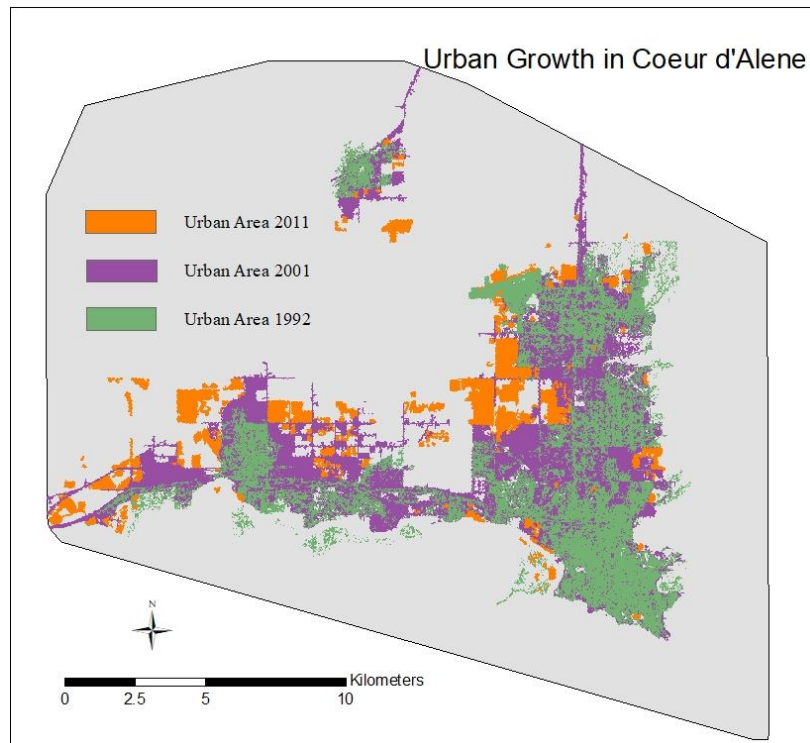 Urban Growth in Coeur d'Alene
Urban Area 2011
Urban Area 2001
Urban Area 1992
N
Kilometers
0 2.5 5 10